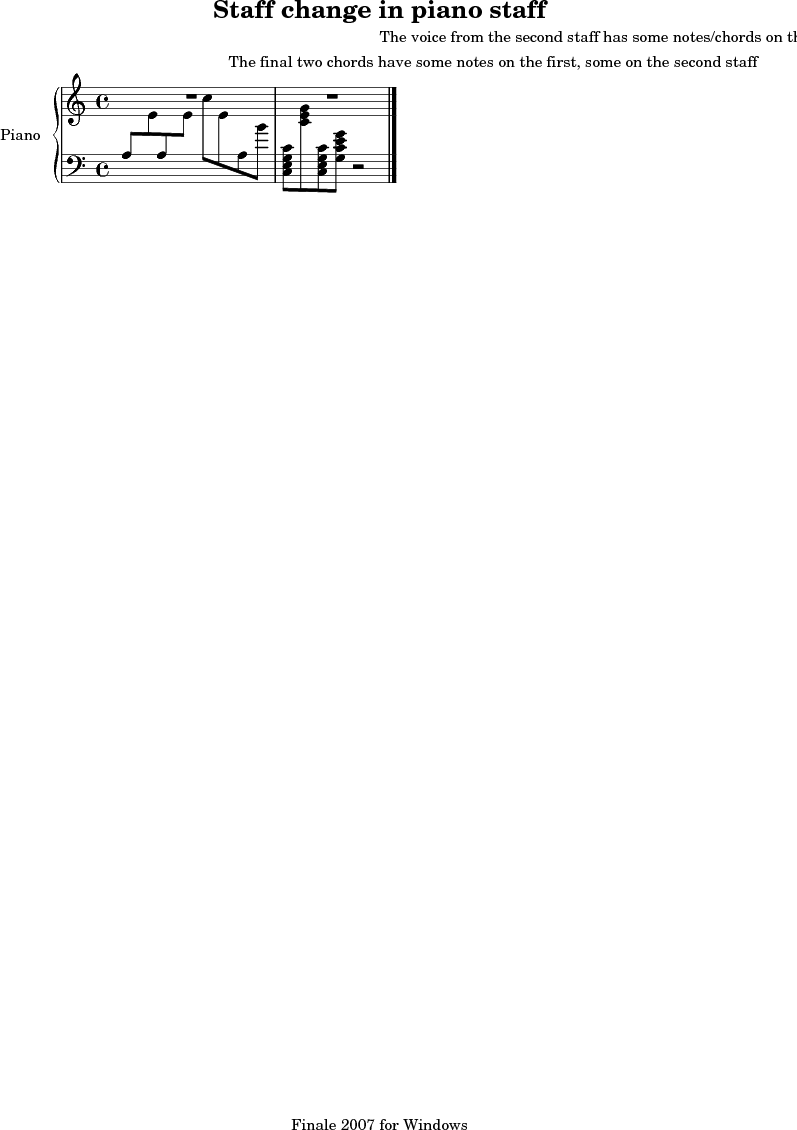 Staff change in piano staff
The voice from the second staff has some notes/chords on
The final two chords have some notes on the first, some on the second staff
Piano
Finale 2007 for Windows